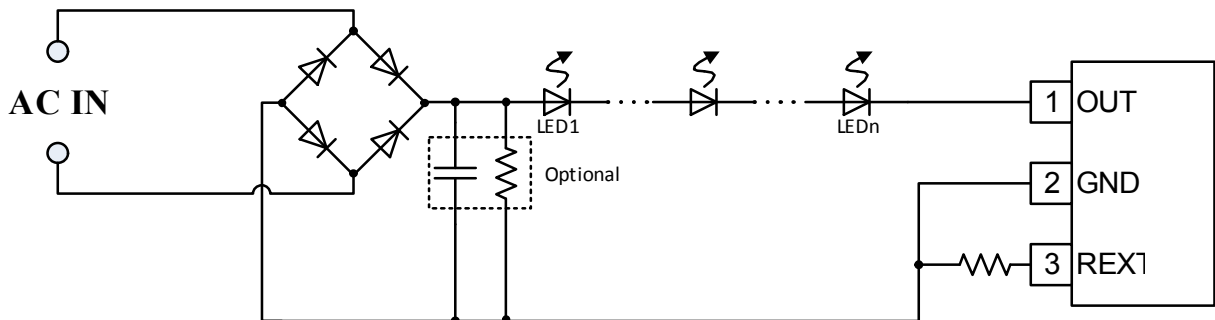 AC IN
LED1
LEDn
Optional
1 OUT
2 GND
3 REXT